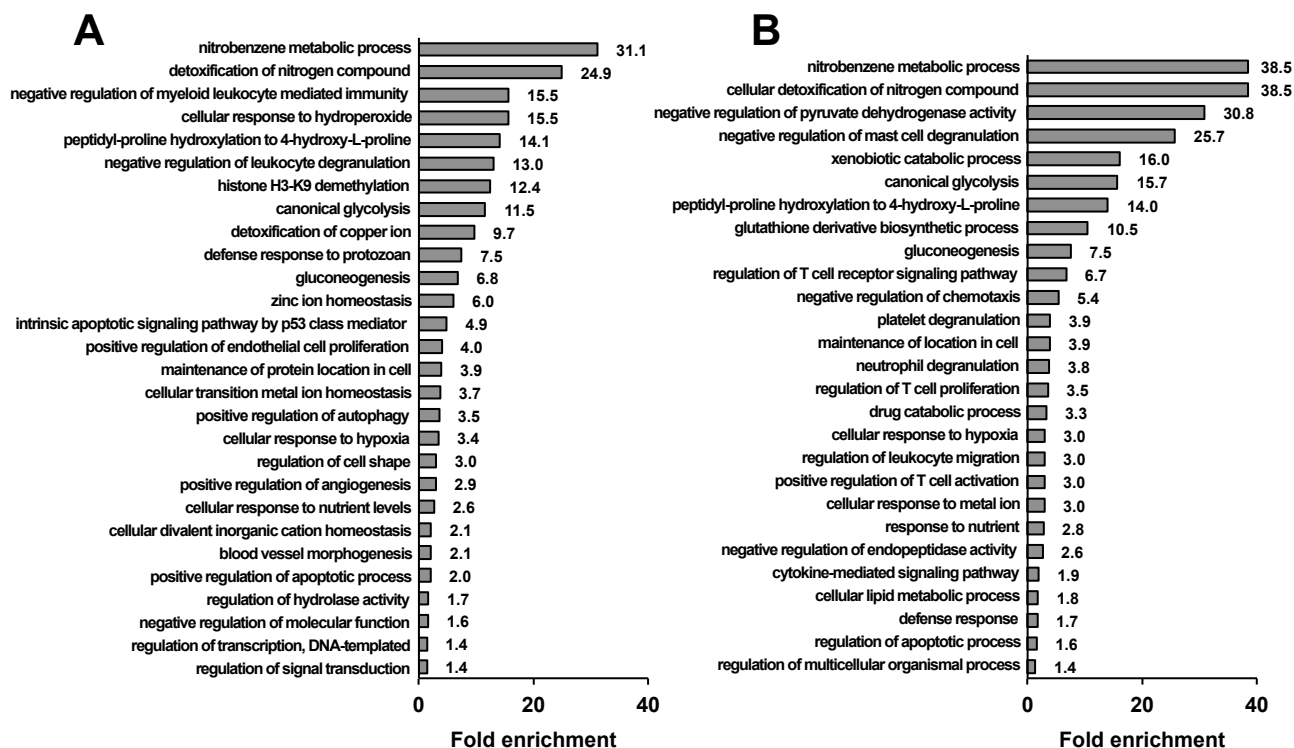 A
nitrobenzene metabolic process 31.1
detoxification of nitrogen compound 24.9
negative regulation of myeloid leukocyte mediated immunity 15.5
cellular response to hydroperoxide 15.5
peptidyl-proline hydroxylation to 4-hydroxy-L-proline 14.1
negative regulation of leukocyte degranulation 13.0
histone H3-K9 demethylation 12.4
canonical glycolysis 11.5
detoxification of copper ion 9.7
defense response to protozoan 7.5
gluconeogenesis 6.8
zinc ion homeostasis 6.0
intrinsic apoptotic signaling pathway by p53 class mediator 4.9
positive regulation of endothelial cell proliferation 4.0
maintenance of protein location in cell 3.9
cellular transition metal ion homeostasis 3.7
positive regulation of autophagy 3.5
cellular response to hypoxia 3.4
regulation of cell shape 3.0
positive regulation of angiogenesis 2.9
cellular response to nutrient levels 2.6
cellular divalent inorganic cation homeostasis 2.1
blood vessel morphogenesis 2.1
positive regulation of apoptotic process 2.0
regulation of hydrolase activity 1.7
negative regulation of molecular function 1.6
regulation of transcription, DNA-templated 1.4
regulation of signal transduction 1.4
0 20 40
Fold enrichment
B
nitrobenzene metabolic process 38.5
cellular detoxification of nitrogen compound 38.5
negative regulation of pyruvate dehydrogenase activity 30.8
negative regulation of mast cell degranulation 25.7
xenobiotic catabolic process 16.0
canonical glycolysis 15.7
peptidyl-proline hydroxylation to 4-hydroxy-L-proline 14.0
glutathione derivative biosynthetic process 10.5
gluconeogenesis 7.5
regulation of T cell receptor signaling pathway 6.7
negative regulation of chemotaxis 5.4
platelet degranulation 3.9
maintenance of location in cell 3.9
neutrophil degranulation 3.8
regulation of T cell proliferation 3.5
drug catabolic process 3.3
cellular response to hypoxia 3.0
regulation of leukocyte migration 3.0
positive regulation of T cell activation 3.0
cellular response to metal ion 3.0
response to nutrient 2.8
negative regulation of endopeptidase activity 2.6
cytokine-mediated signaling pathway 1.9
cellular lipid metabolic process 1.8
defense response 1.7
regulation of apoptotic process 1.6
regulation of multicellular organismal process 1.4
0 20 40
Fold enrichment